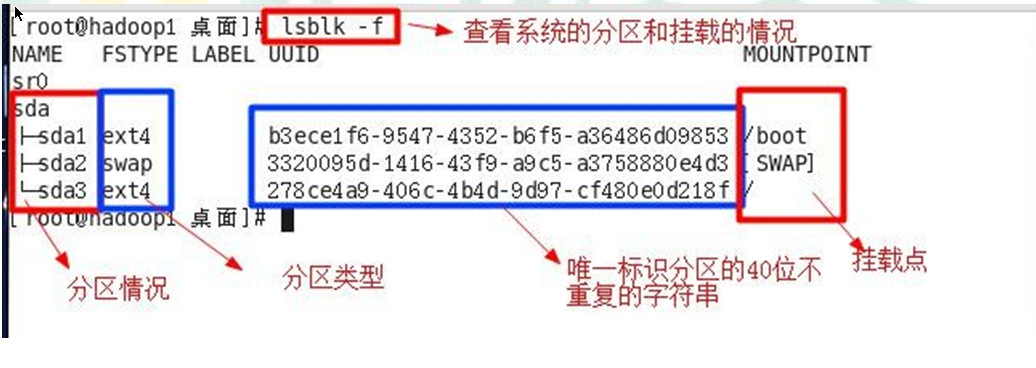 [root@hadoop1 桌面]# lsblk -f
查看系统的分区和挂载的情况
NAME FSTYPE LABEL UUID MOUNTPOINT
sr0
sda
├─sda1 ext4 b3ece1f6-9547-4352-b6f5-a36486d09853 /boot
├─sda2 swap 3320095d-1416-43f9-a9c5-a3758880e4d3 [SWAP]
└─sda3 ext4 278ce4a9-406c-4b4d-9d97-cf480e0d218f /
[root@hadoop1 桌面]#
分区情况
分区类型
唯一标识分区的40位不
重复的字符串
挂载点